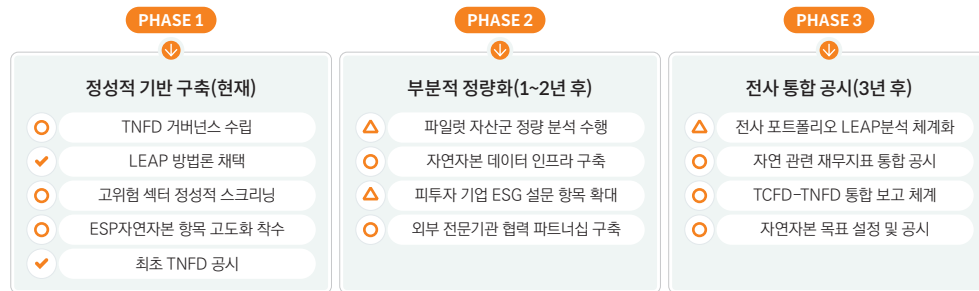 PHASE 1
정성적 기반 구축(현재)
TNFD 거버넌스 수립
LEAP 방법론 채택
고위험 섹터 정성적 스크리닝
ESP자연자본 항목 고도화 착수
최초 TNFD 공시
PHASE 2
부분적 정량화(1~2년 후)
파일럿 자산군 정량 분석 수행
자연자본 데이터 인프라 구축
피투자 기업 ESG 설문 항목 확대
외부 전문기관 협력 파트너십 구축
PHASE 3
전사 통합 공시(3년 후)
전사 포트폴리오 LEAP분석 체계화
자연 관련 재무지표 통합 공시
TCFD-TNFD 통합 보고 체계
자연자본 목표 설정 및 공시